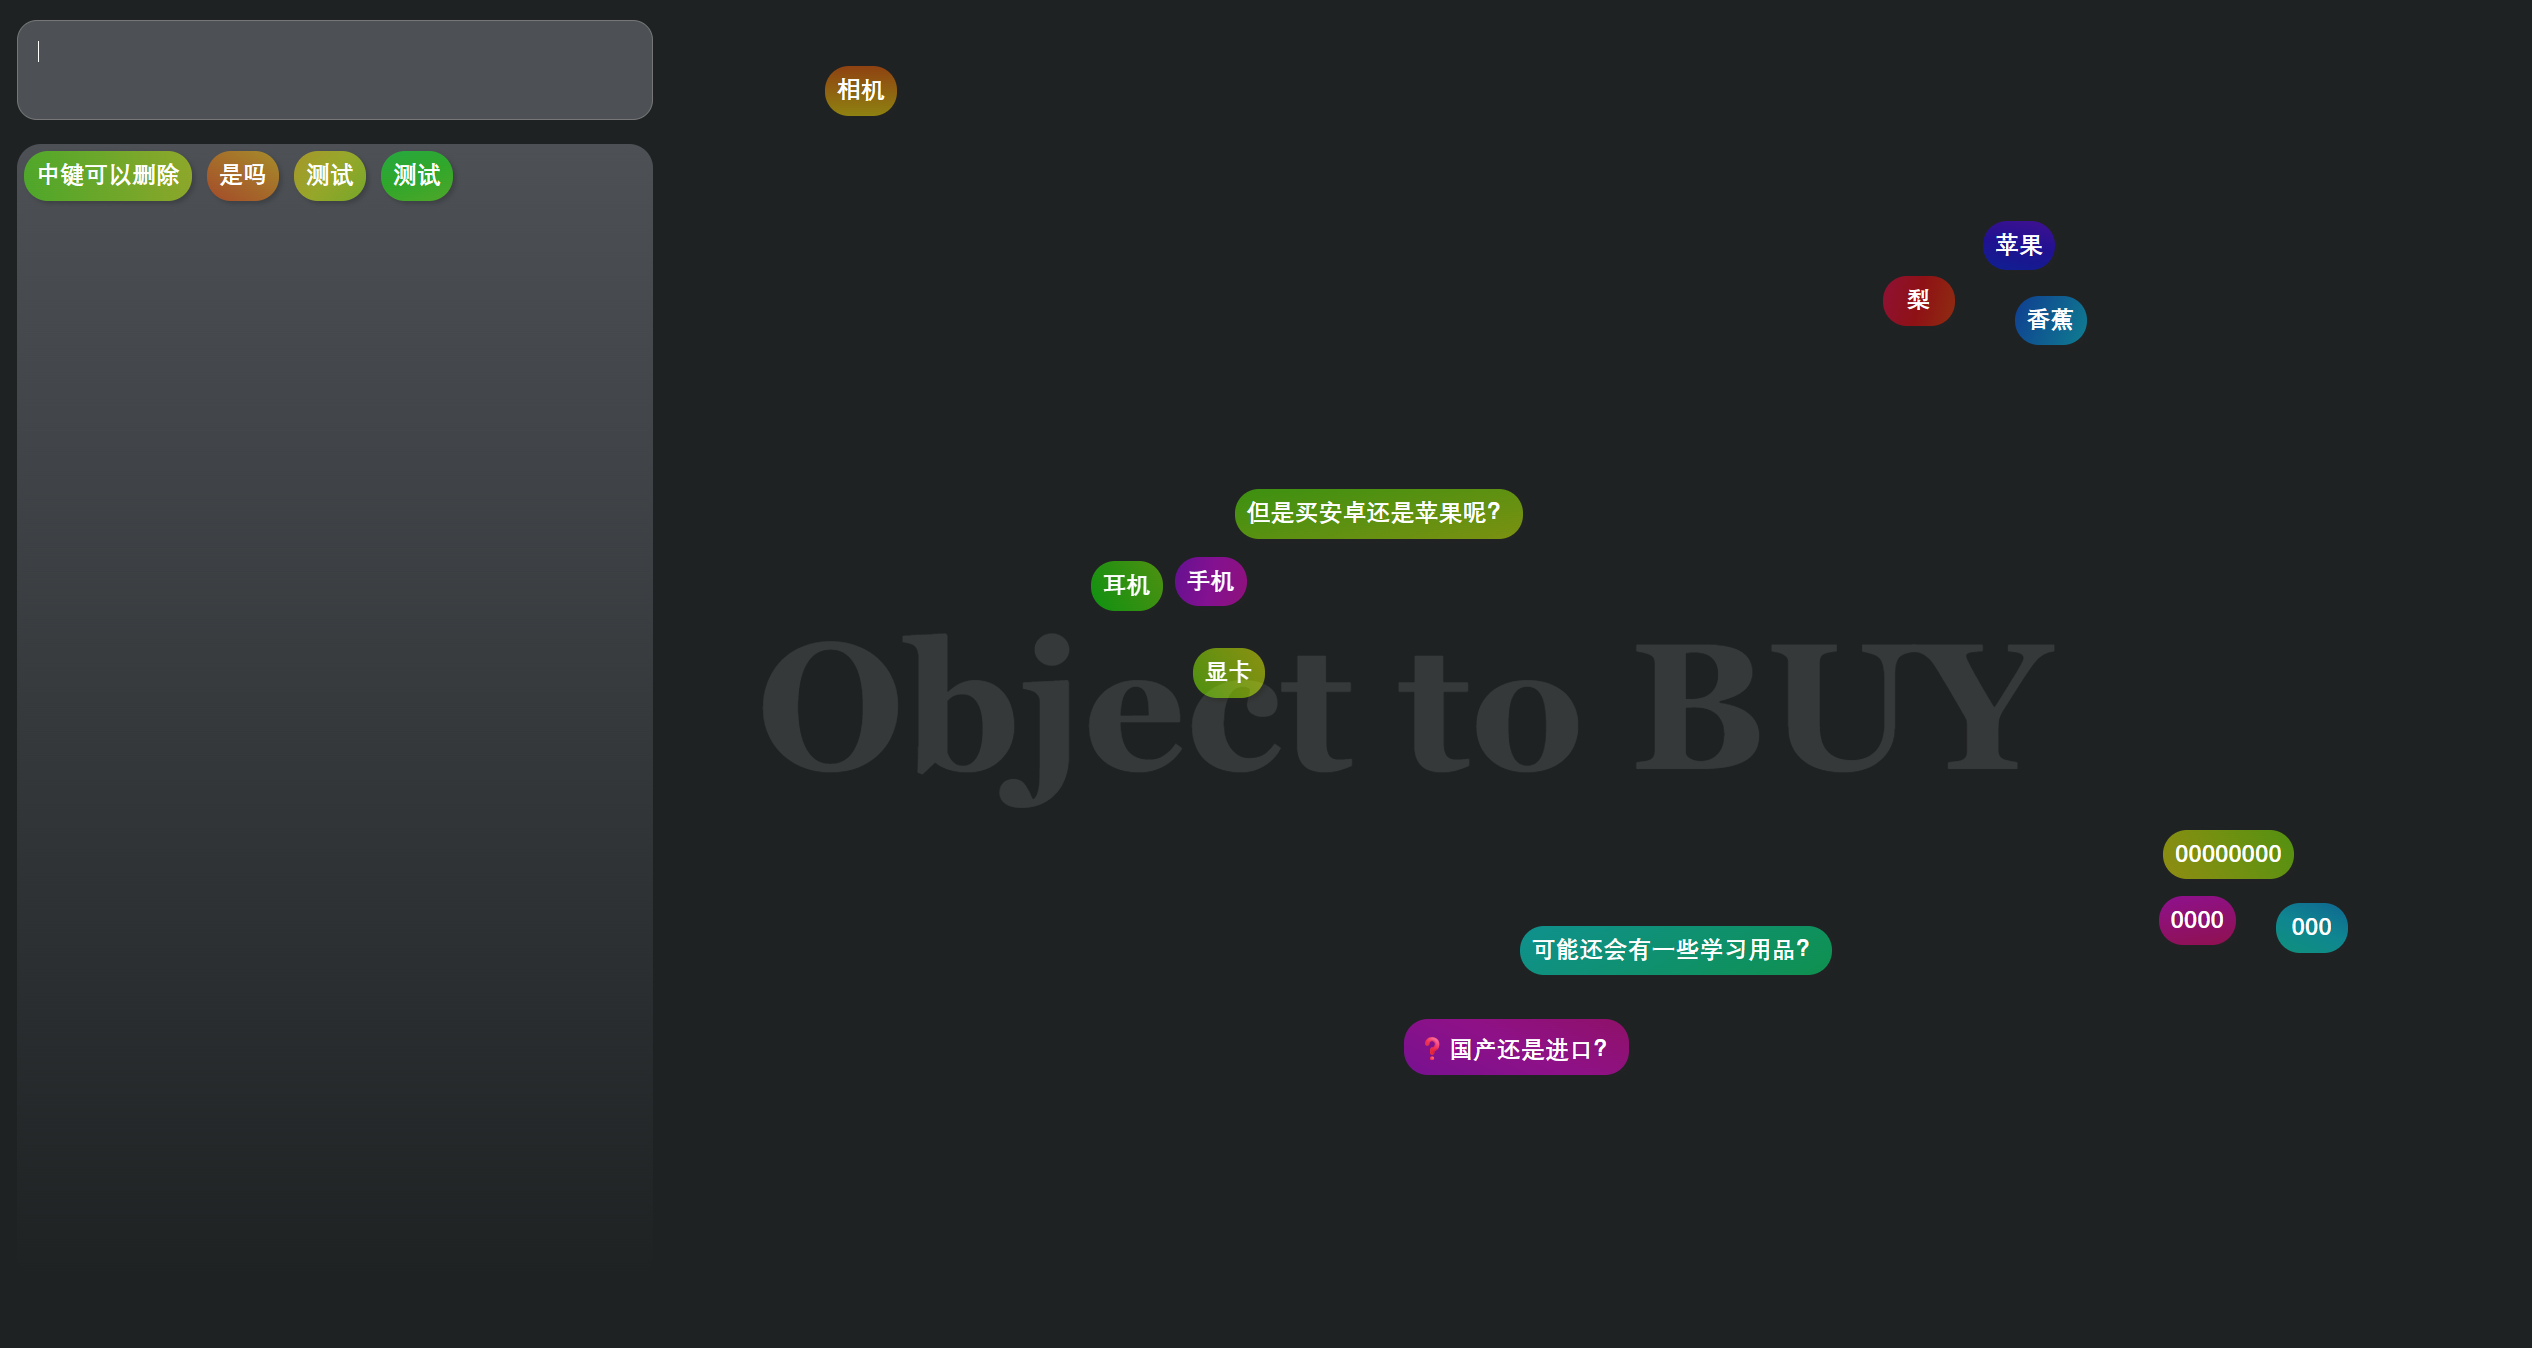 相机
中键可以删除 是吗 测试 测试
苹果
梨
香蕉
但是买安卓还是苹果呢？
耳机 手机
显卡
Object to BUY
00000000
0000 000
可能还会有一些学习用品？
❓国产还是进口？